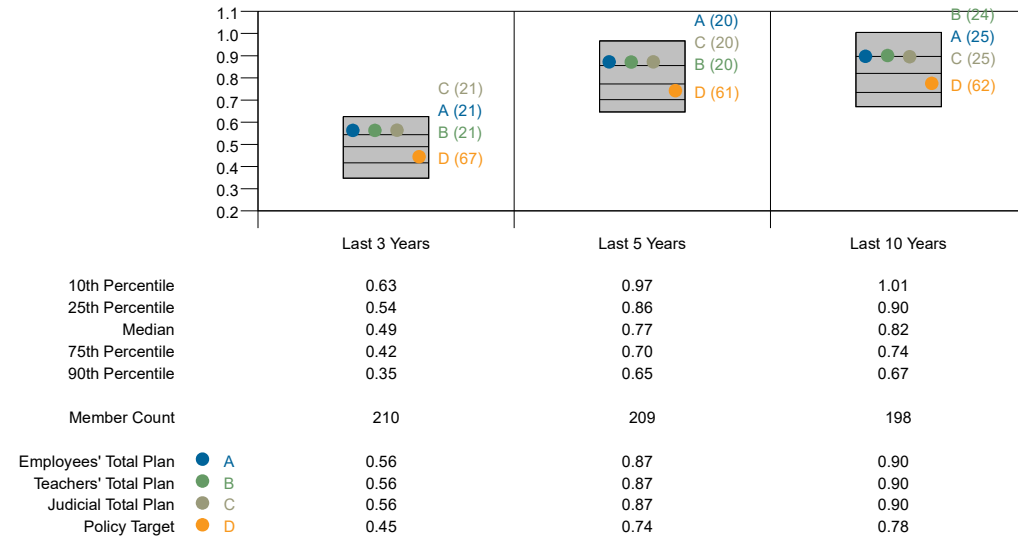 1.1
1.0
0.9
0.8
0.7
0.6
0.5
0.4
0.3
0.2
C (21)
A (21)
B (21)
D (67)
A (20)
C (20)
B (20)
D (61)
B (24)
A (25)
C (25)
D (62)
Last 3 Years Last 5 Years Last 10 Years
10th Percentile 0.63 0.97 1.01
25th Percentile 0.54 0.86 0.90
Median 0.49 0.77 0.82
75th Percentile 0.42 0.70 0.74
90th Percentile 0.35 0.65 0.67
Member Count 210 209 198
Employees' Total Plan A 0.56 0.87 0.90
Teachers' Total Plan B 0.56 0.87 0.90
Judicial Total Plan C 0.56 0.87 0.90
Policy Target D 0.45 0.74 0.78